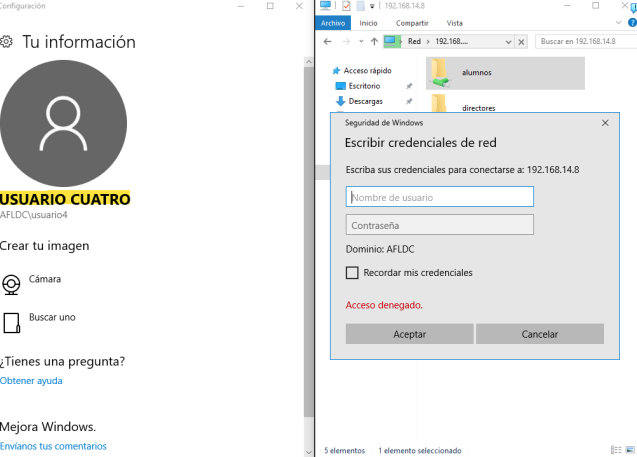 Configuración
Tu información
USUARIO CUATRO
AFLDC\usuario4
Crear tu imagen
Cámara
Buscar uno
¿Tienes una pregunta?
Obtener ayuda
Mejora Windows.
Envíanos tus comentarios
192.168.14.8
Archivo Inicio Compartir Vista
Red 192.168.... Buscar en 192.168.14.8
Acceso rápido
Escritorio
Descargas
alumnos
directores
Seguridad de Windows
Escribir credenciales de red
Escriba sus credenciales para conectarse a: 192.168.14.8
Nombre de usuario
Contraseña
Dominio: AFLDC
Recordar mis credenciales
Acceso denegado.
Aceptar Cancelar
5 elementos 1 elemento seleccionado